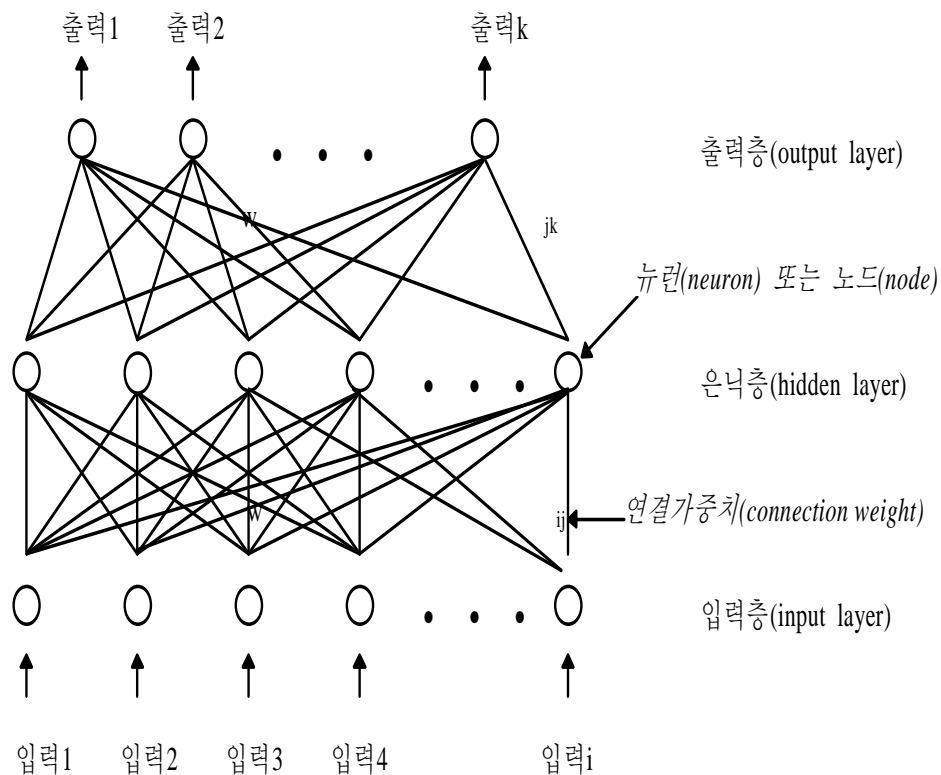 출력1 출력2 출력k
출력층(output layer)
W jk
뉴런(neuron) 또는 노드(node)
은닉층(hidden layer)
W ij 연결가중치(connection weight)
입력층(input layer)
입력1 입력2 입력3 입력4 입력i